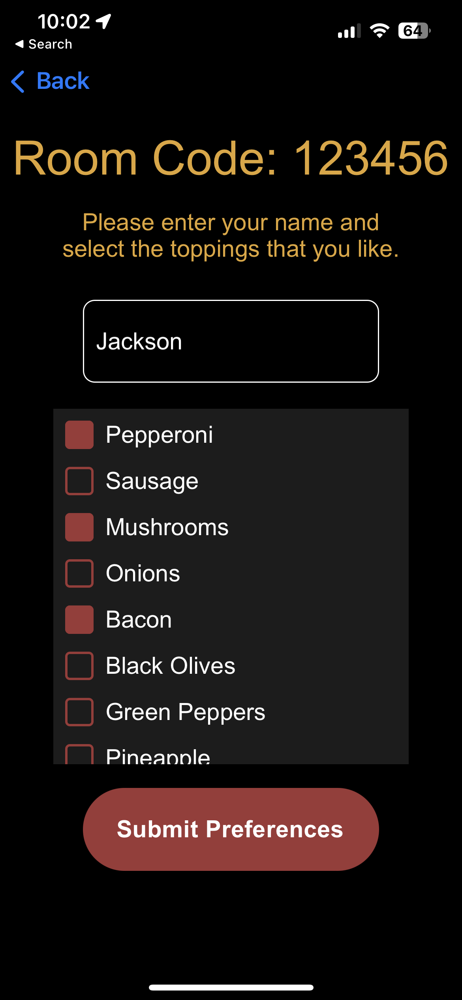 10:02
64
Search
Back
Room Code: 123456
Please enter your name and
select the toppings that you like.
Jackson
Pepperoni
Sausage
Mushrooms
Onions
Bacon
Black Olives
Green Peppers
Pineapple
Submit Preferences